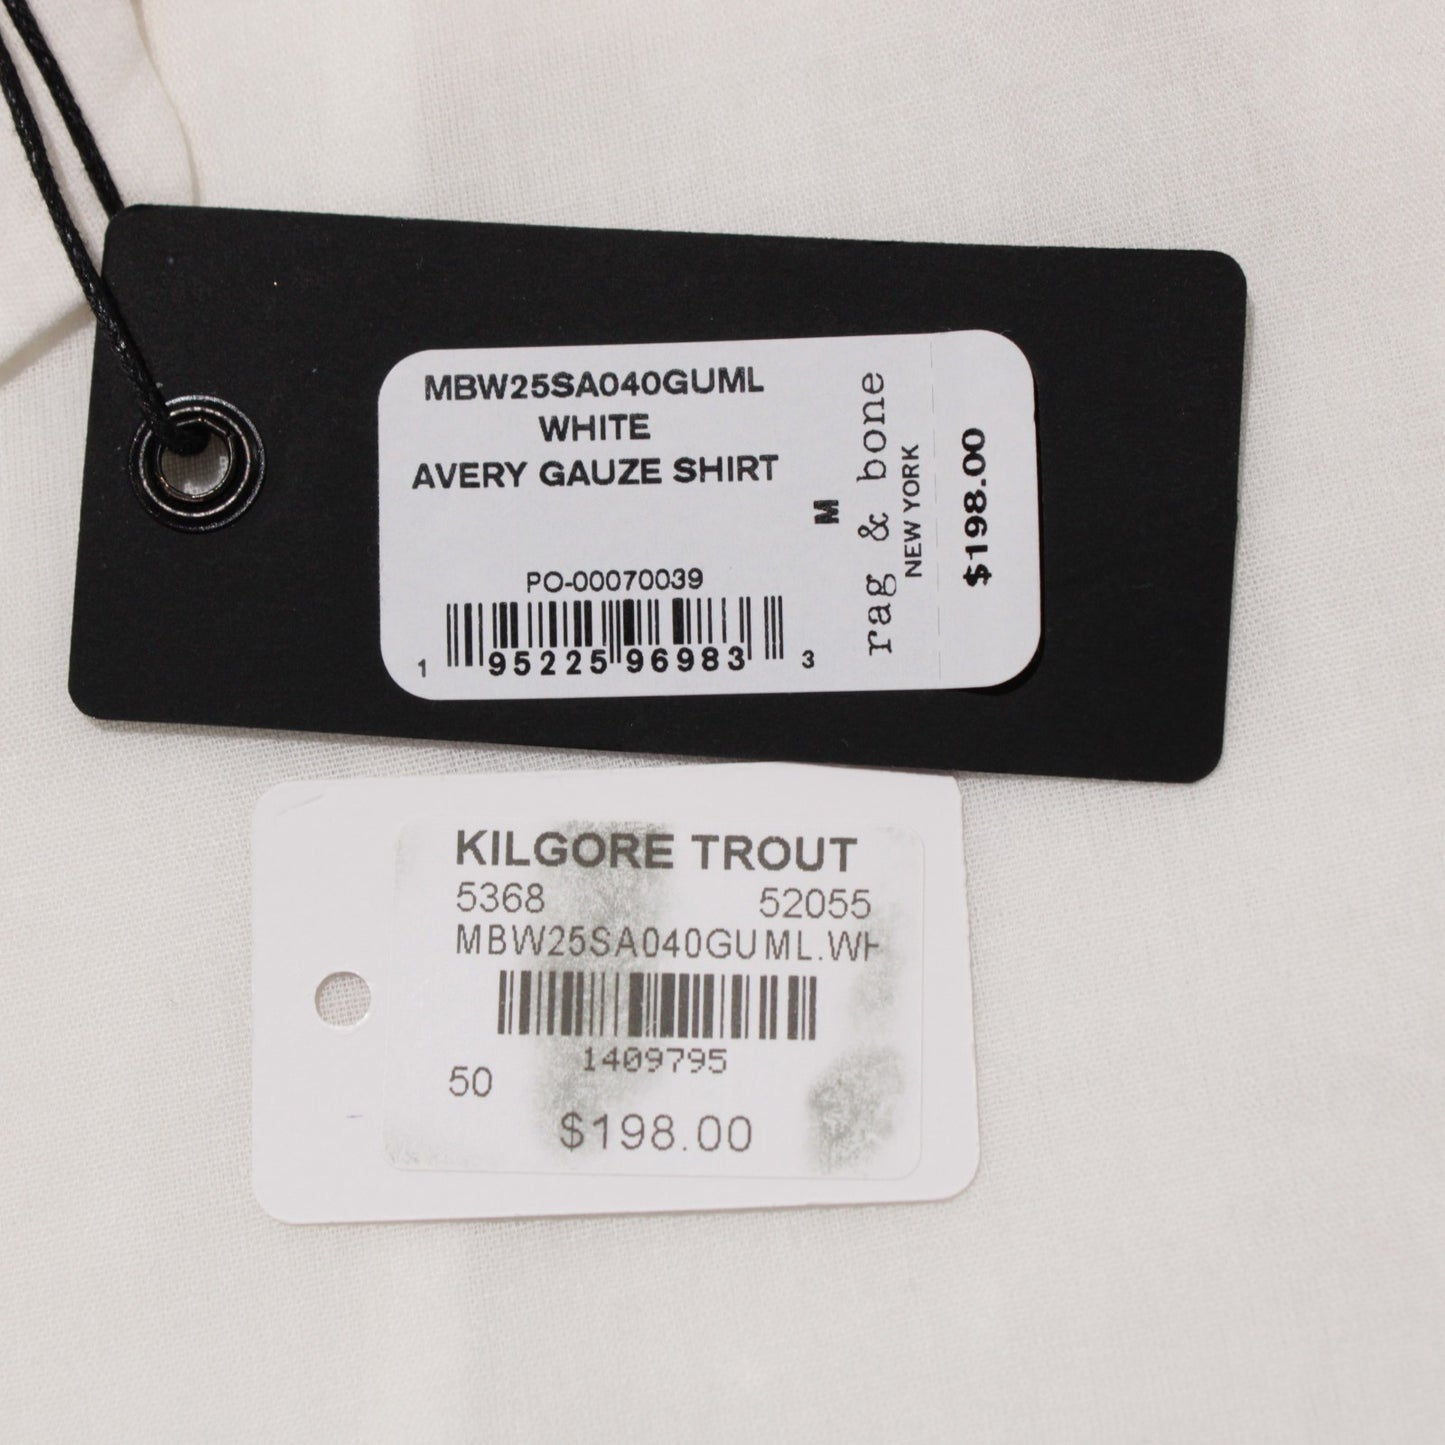 MBW25SA040GUML
WHITE
AVERY GAUZE SHIRT
PO-00070039
1 95225 96983 3
M
rag & bone
NEW YORK
$198.00
KILGORE TROUT
5368 52055
MBW25SA040GUML.WH
1409795
50
$198.00